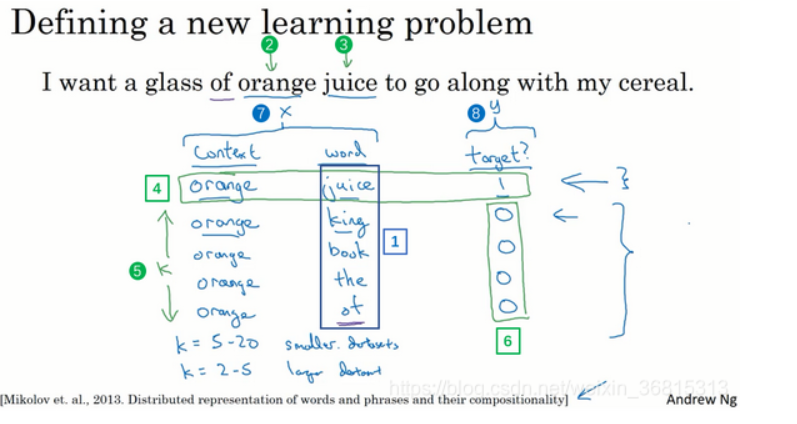 Defining a new learning problem
2 3
I want a glass of orange juice to go along with my cereal.
7 x 8 y
Context word target?
4 orange juice 1
orange king 0
1
orange book 0
5 k orange the 0
orange of 0
6
k = 5-20 smaller datasets
k = 2-5 larger dataset
https://blog.csdn.net/weixin_36815313
[Mikolov et. al., 2013. Distributed representation of words and phrases and their compositionality] Andrew Ng